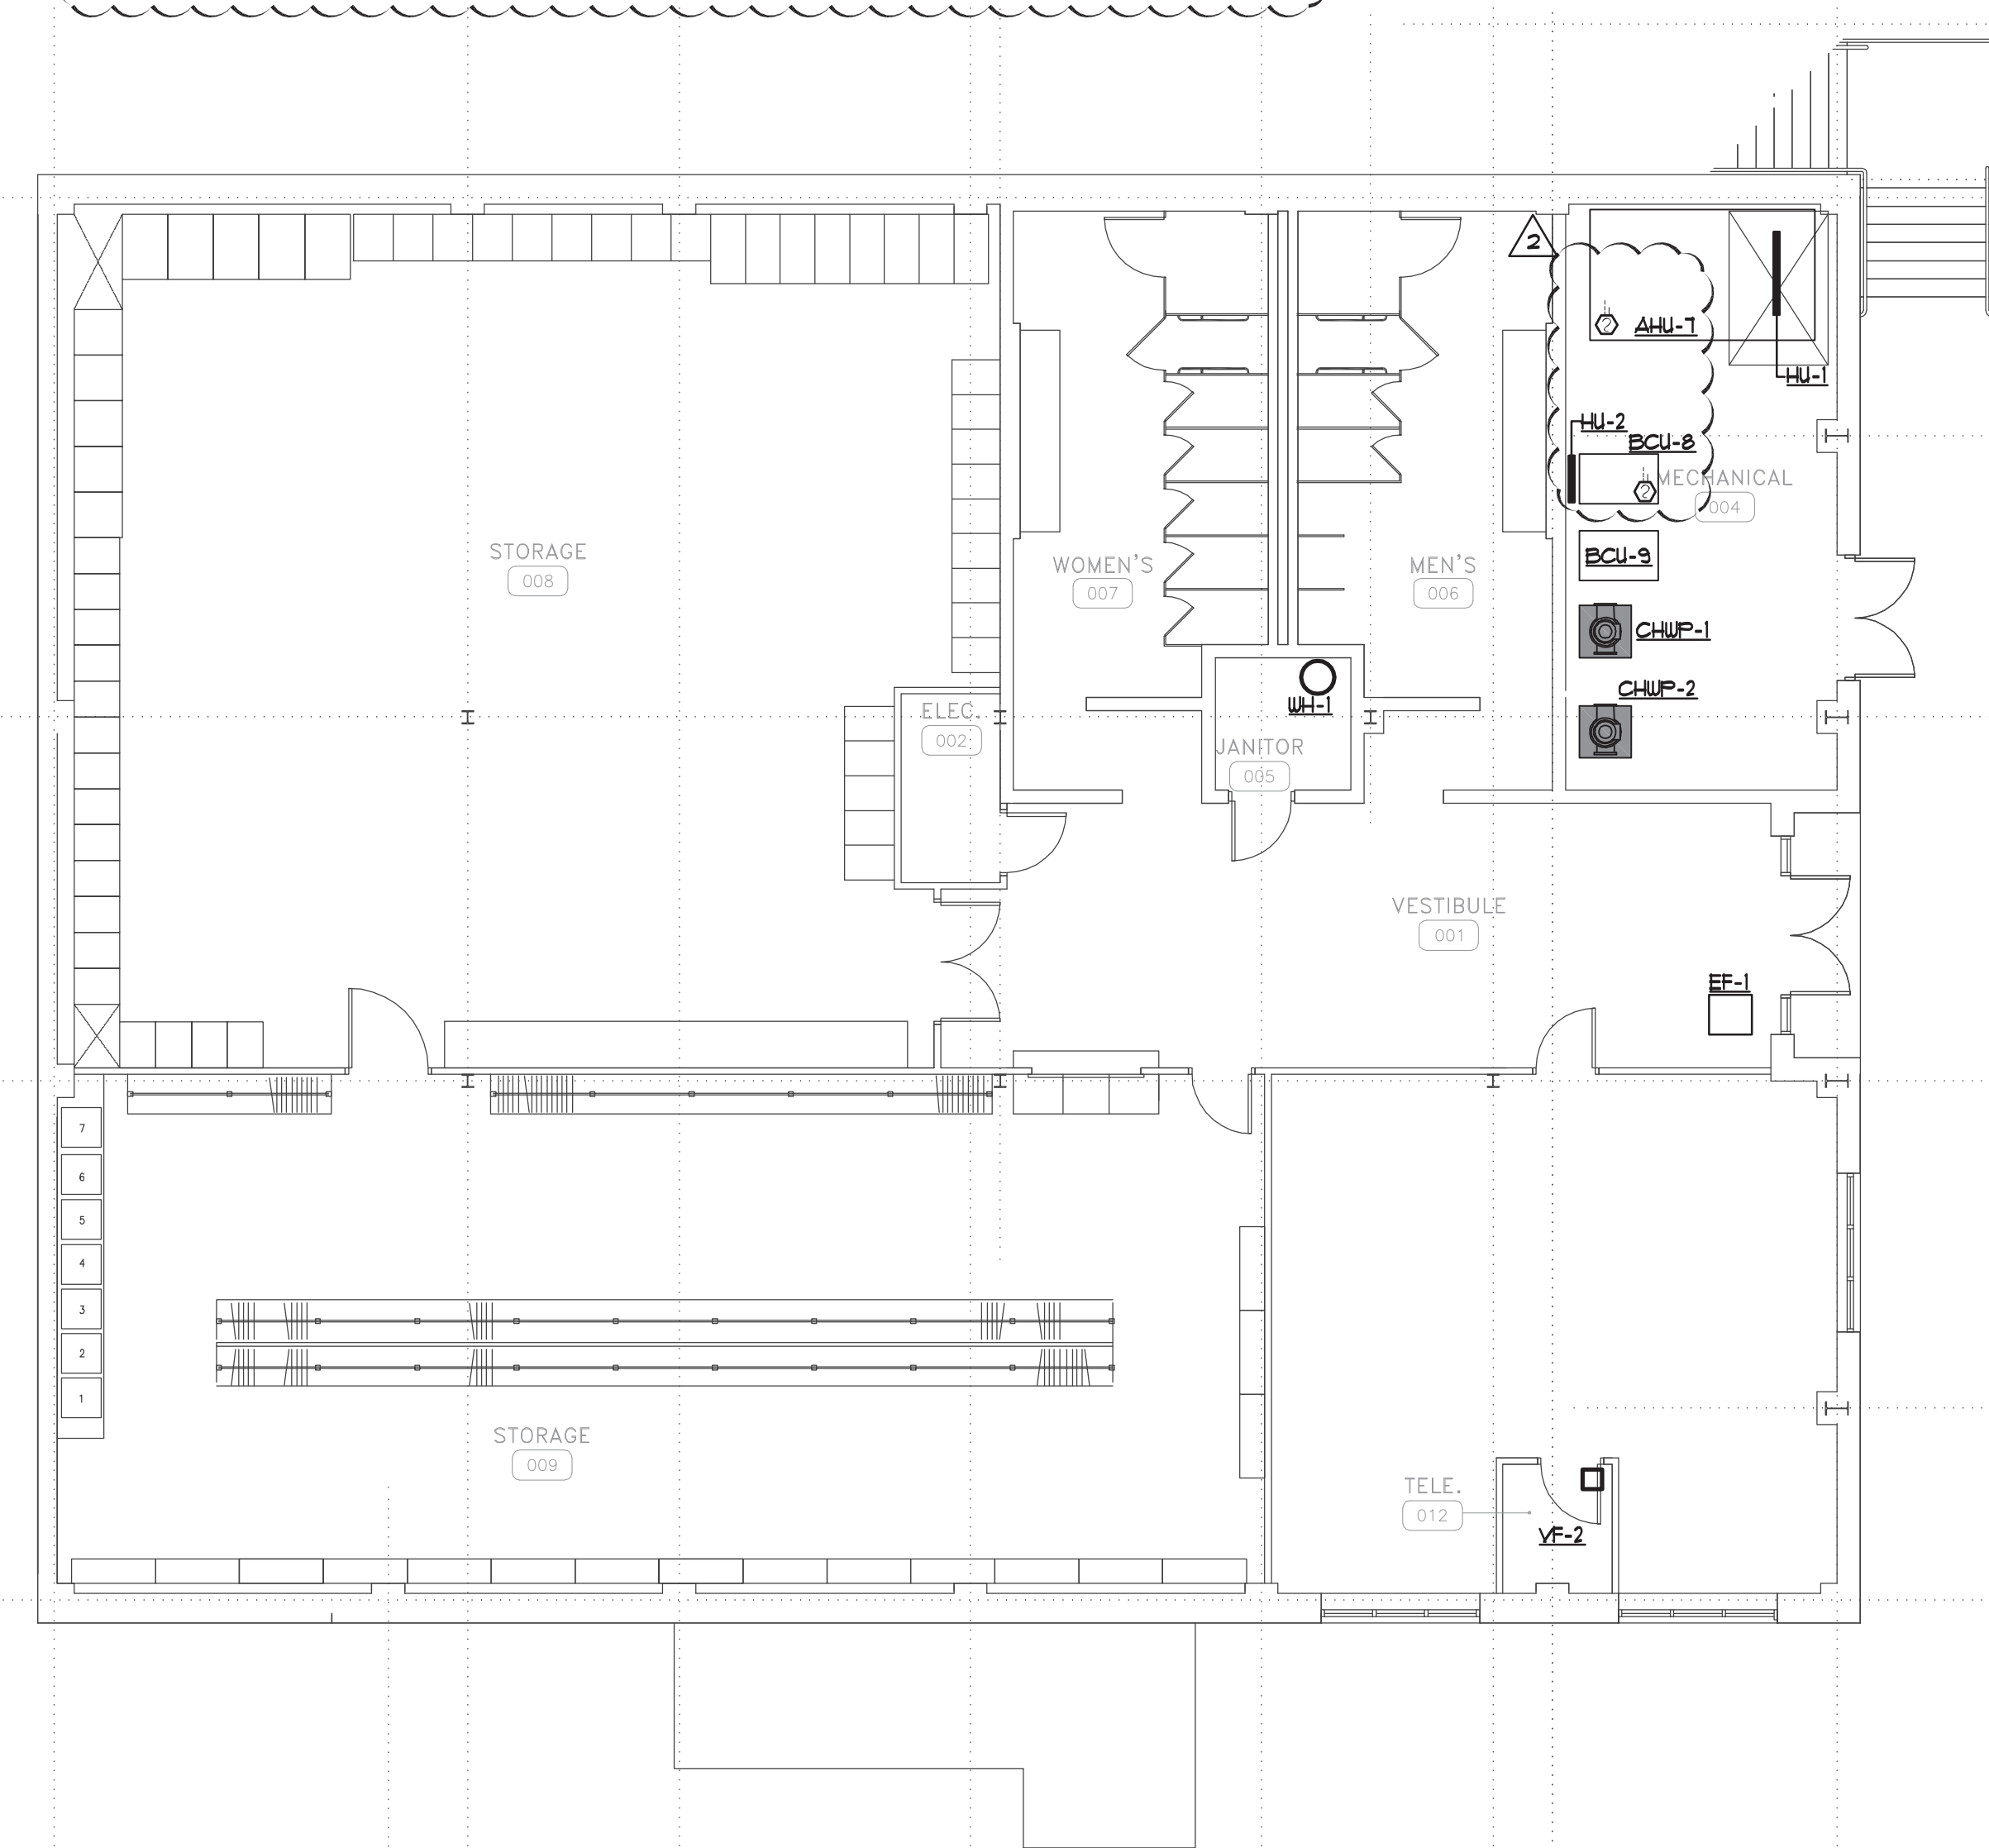 2
2
AHU-7
HU-1
HU-2
BCU-8
2
MECHANICAL
004
STORAGE
008
WOMEN'S
007
MEN'S
006
BCU-9
CHWP-1
CHWP-2
WH-1
ELEC.
002
JANITOR
005
VESTIBULE
001
EF-1
7
6
5
4
3
2
1
STORAGE
009
TELE.
012
VF-2